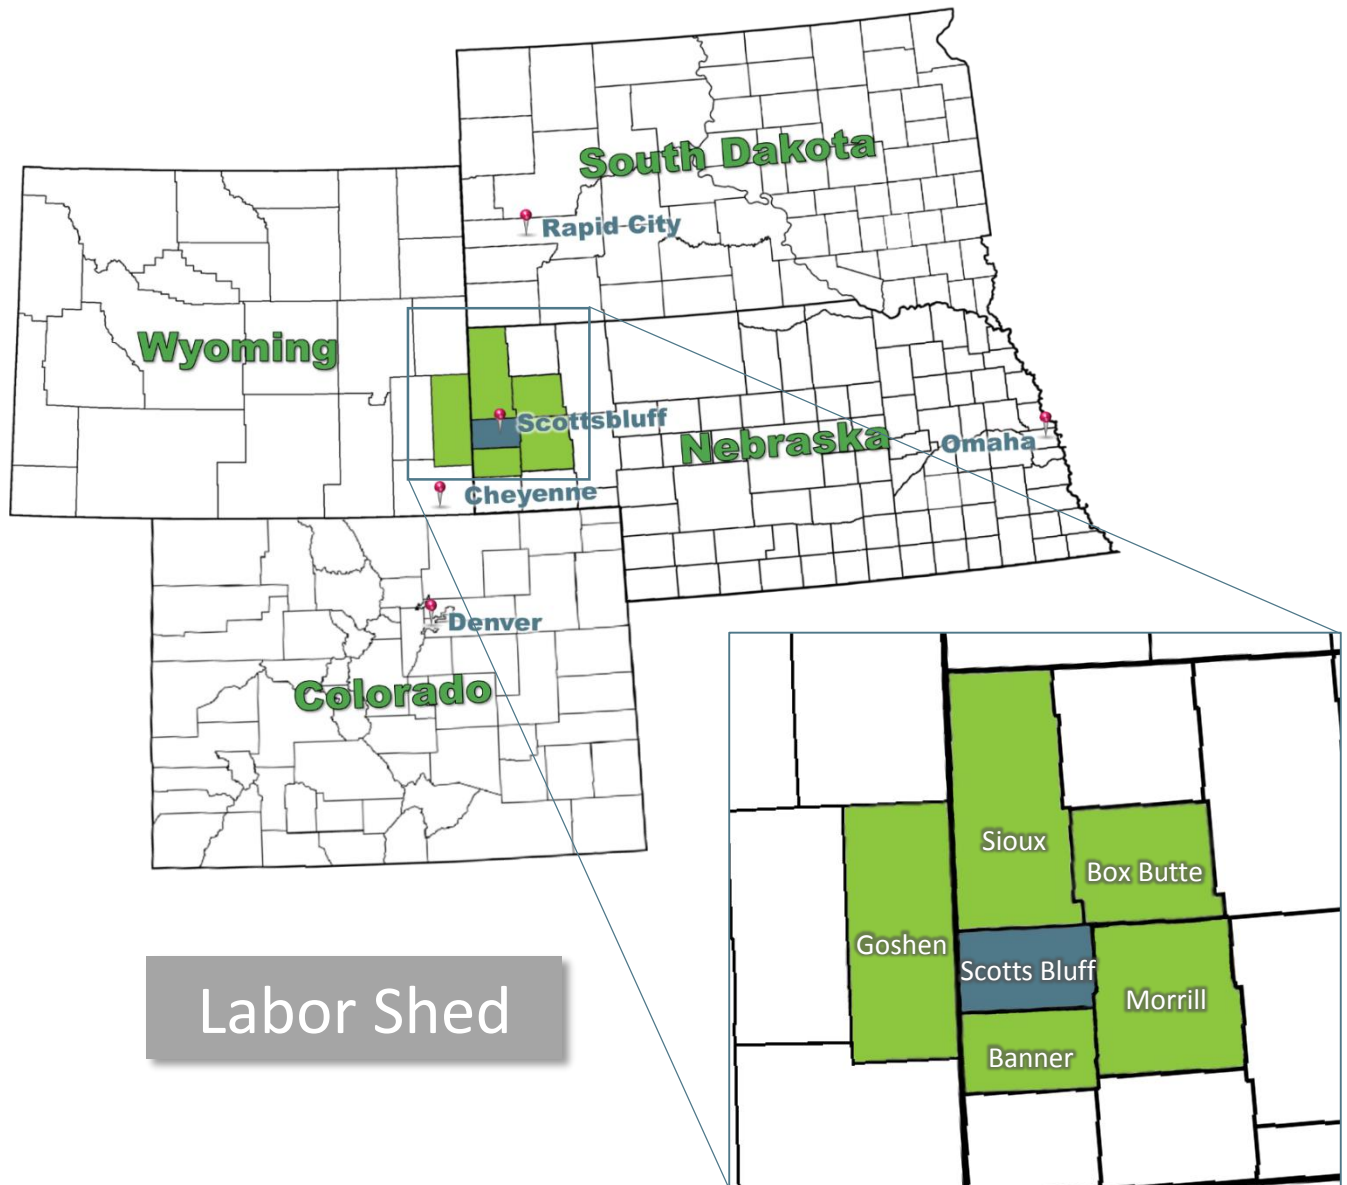 South Dakota
Rapid City
Wyoming
Scottsbluff
Nebraska
Omaha
Cheyenne
Denver
Colorado
Sioux
Box Butte
Goshen
Scotts Bluff
Morrill
Banner
Labor Shed